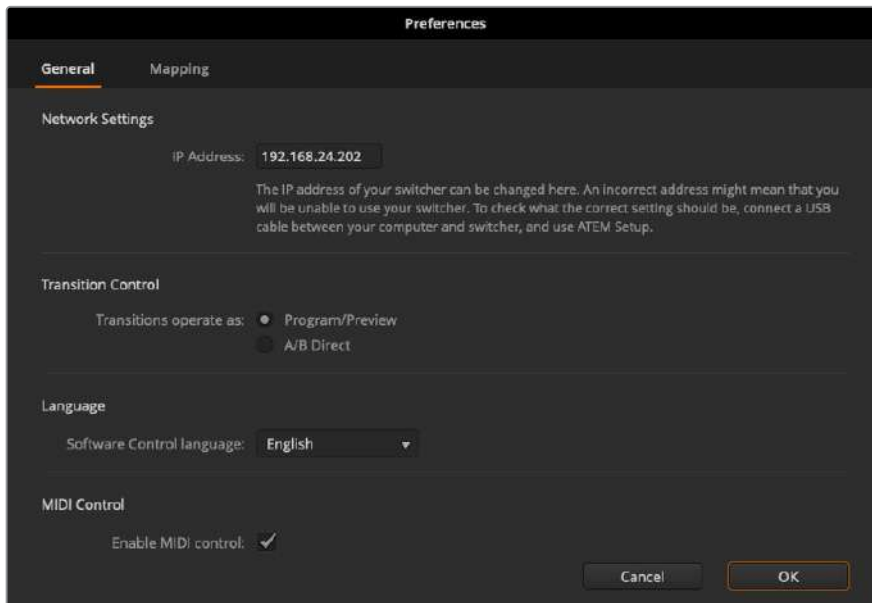 Preferences
General Mapping
Network Settings
IP Address: 192.168.24.202
The IP address of your switcher can be changed here. An incorrect address might mean that you
will be unable to use your switcher. To check what the correct setting should be, connect a USB
cable between your computer and switcher, and use ATEM Setup.
Transition Control
Transitions operate as: Program/Preview
A/B Direct
Language
Software Control language: English
MIDI Control
Enable MIDI control:
Cancel OK